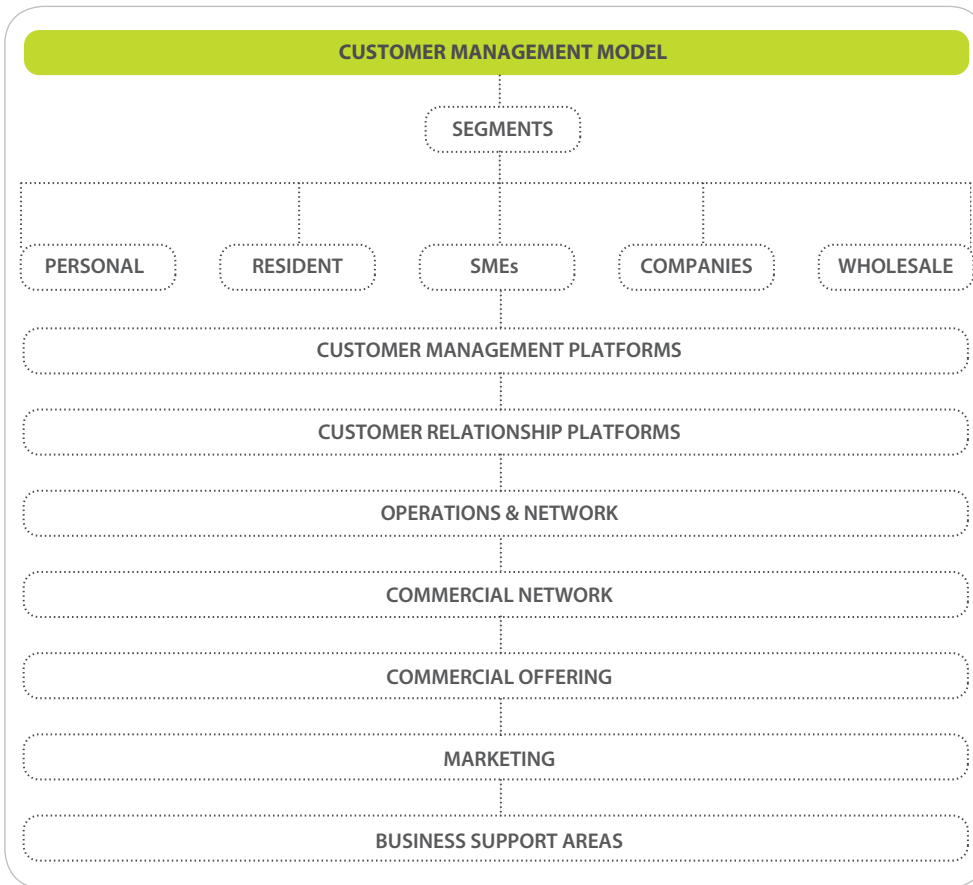 CUSTOMER MANAGEMENT MODEL
SEGMENTS
PERSONAL
RESIDENT
SMEs
COMPANIES
WHOLESALE
CUSTOMER MANAGEMENT PLATFORMS
CUSTOMER RELATIONSHIP PLATFORMS
OPERATIONS & NETWORK
COMMERCIAL NETWORK
COMMERCIAL OFFERING
MARKETING
BUSINESS SUPPORT AREAS